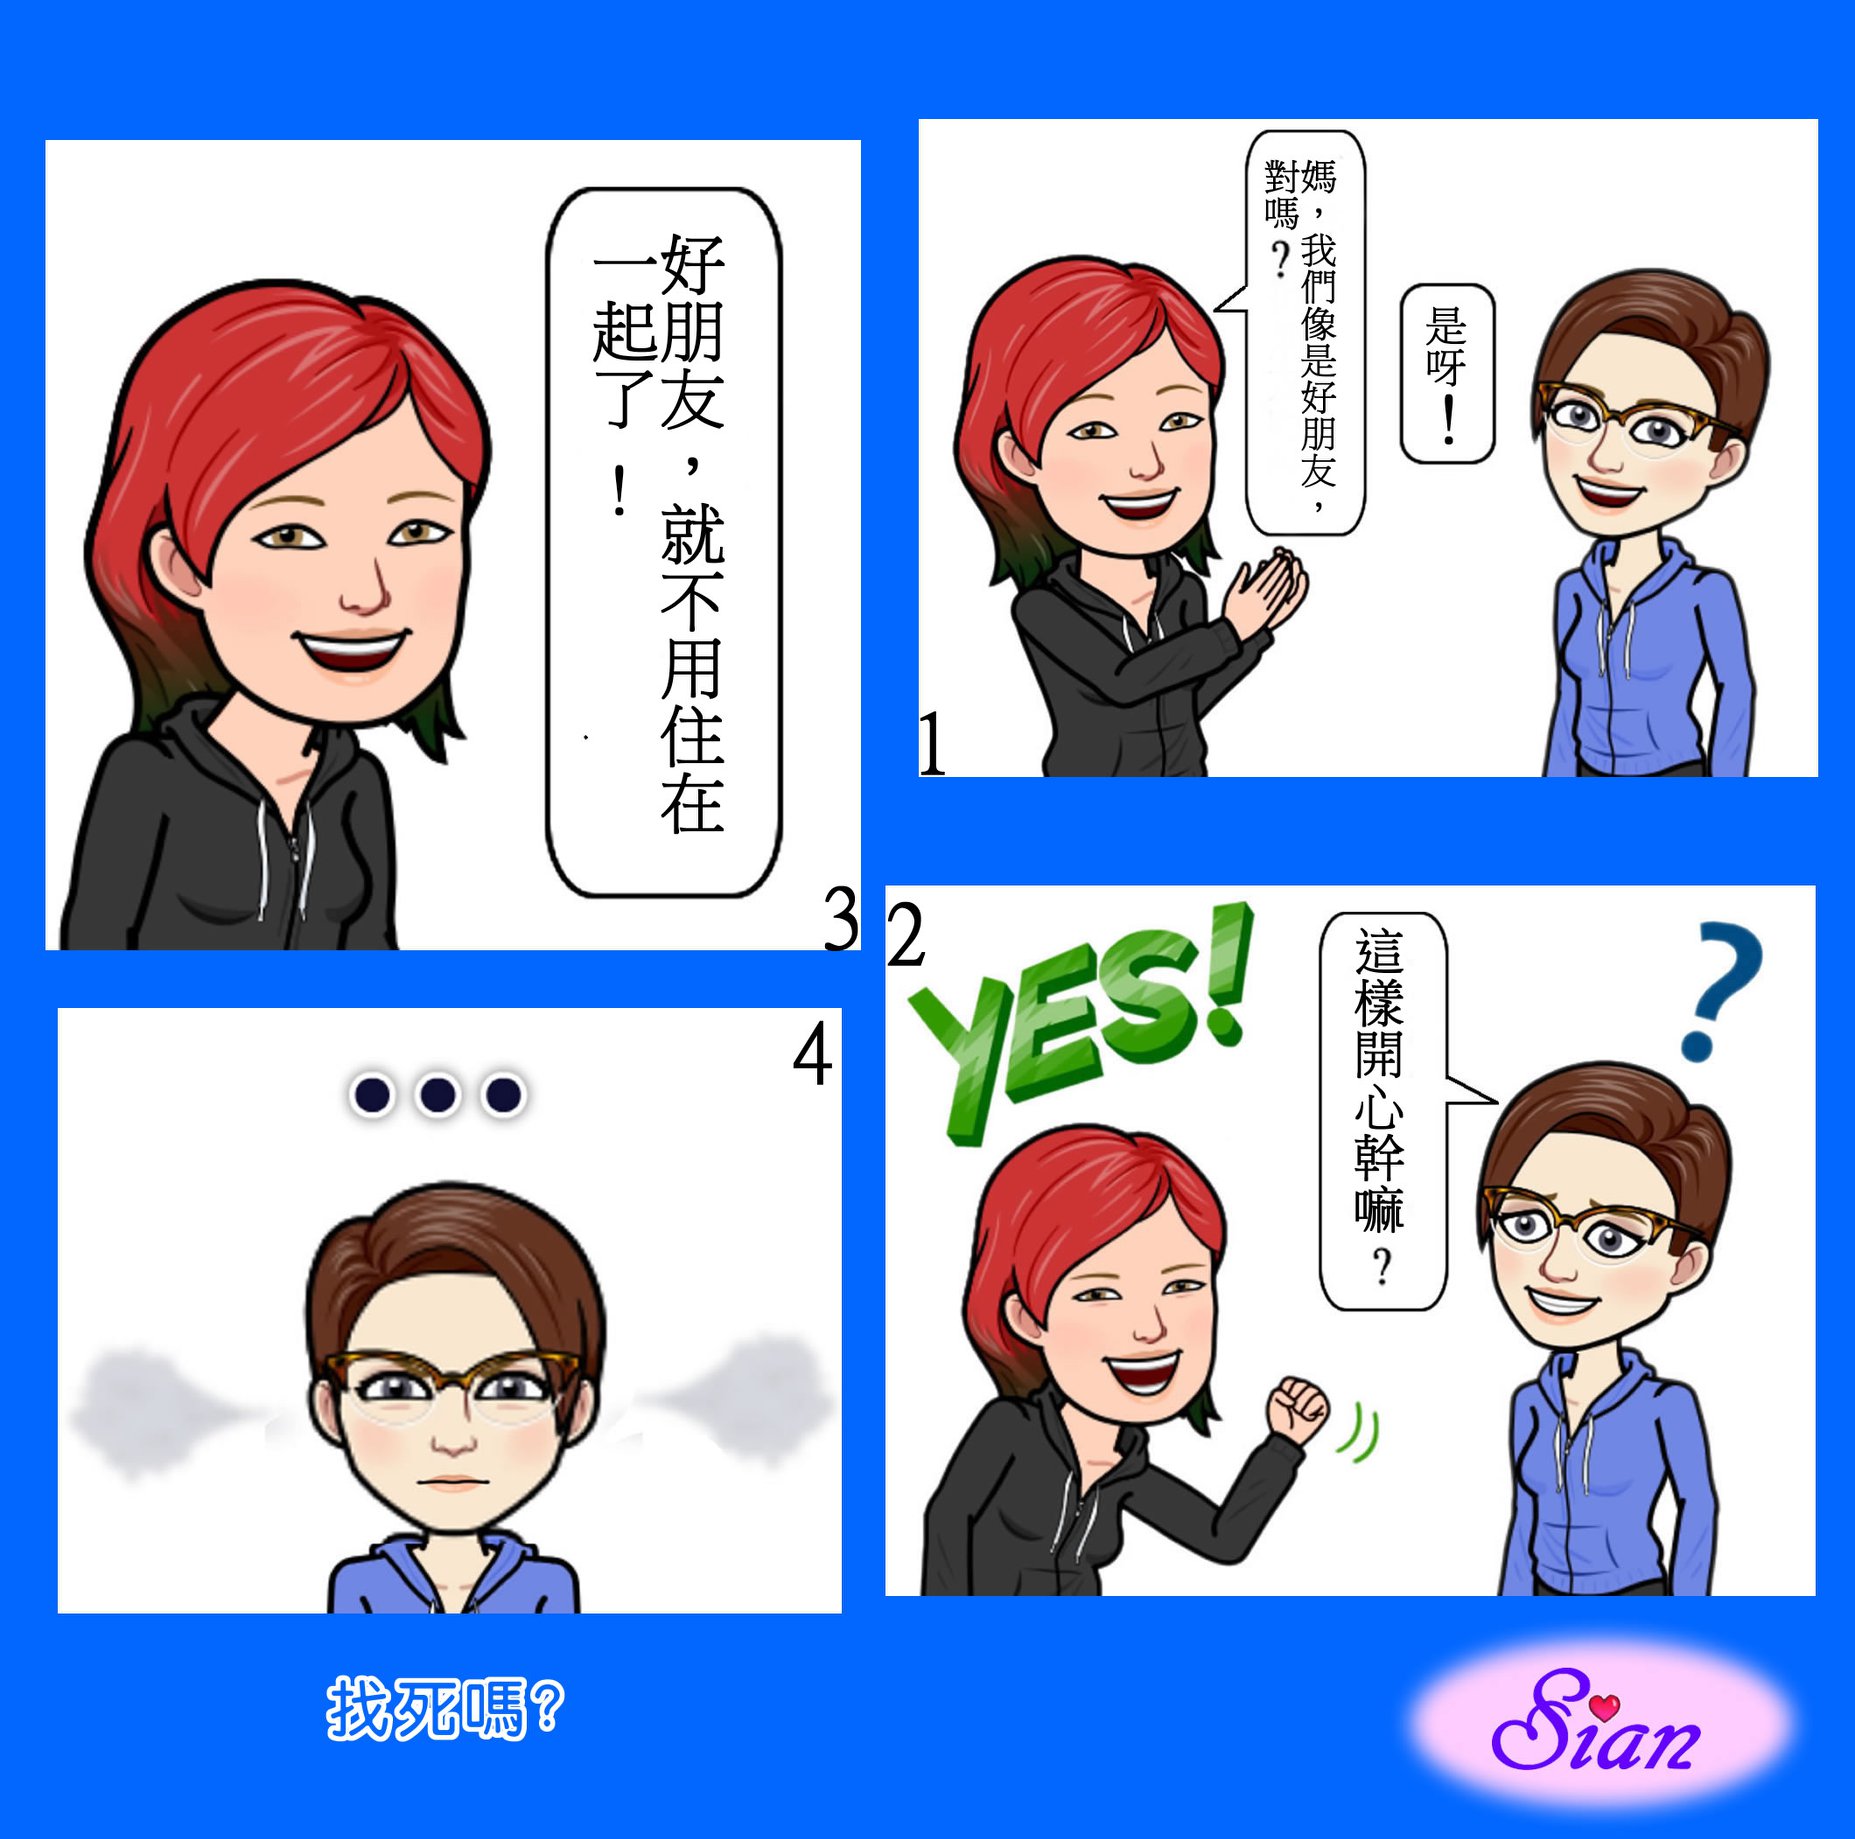 1
媽，我們像是好朋友，
對嗎？
是呀！
2
YES!
這樣開心幹嘛？
?
3
好朋友，就不用住在
一起了！
4
找死嗎？
Sian